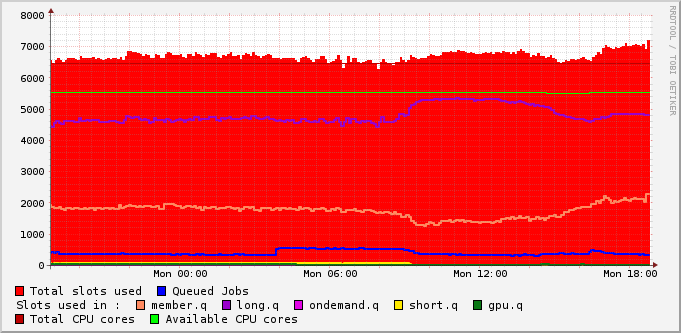 8000
7000
6000
5000
4000
3000
2000
1000
0
Mon 00:00 Mon 06:00 Mon 12:00 Mon 18:00
Total slots used Queued Jobs
Slots used in : member.q long.q ondemand.q short.q gpu.q
Total CPU cores Available CPU cores
RRDTOOL / TOBI OETIKER